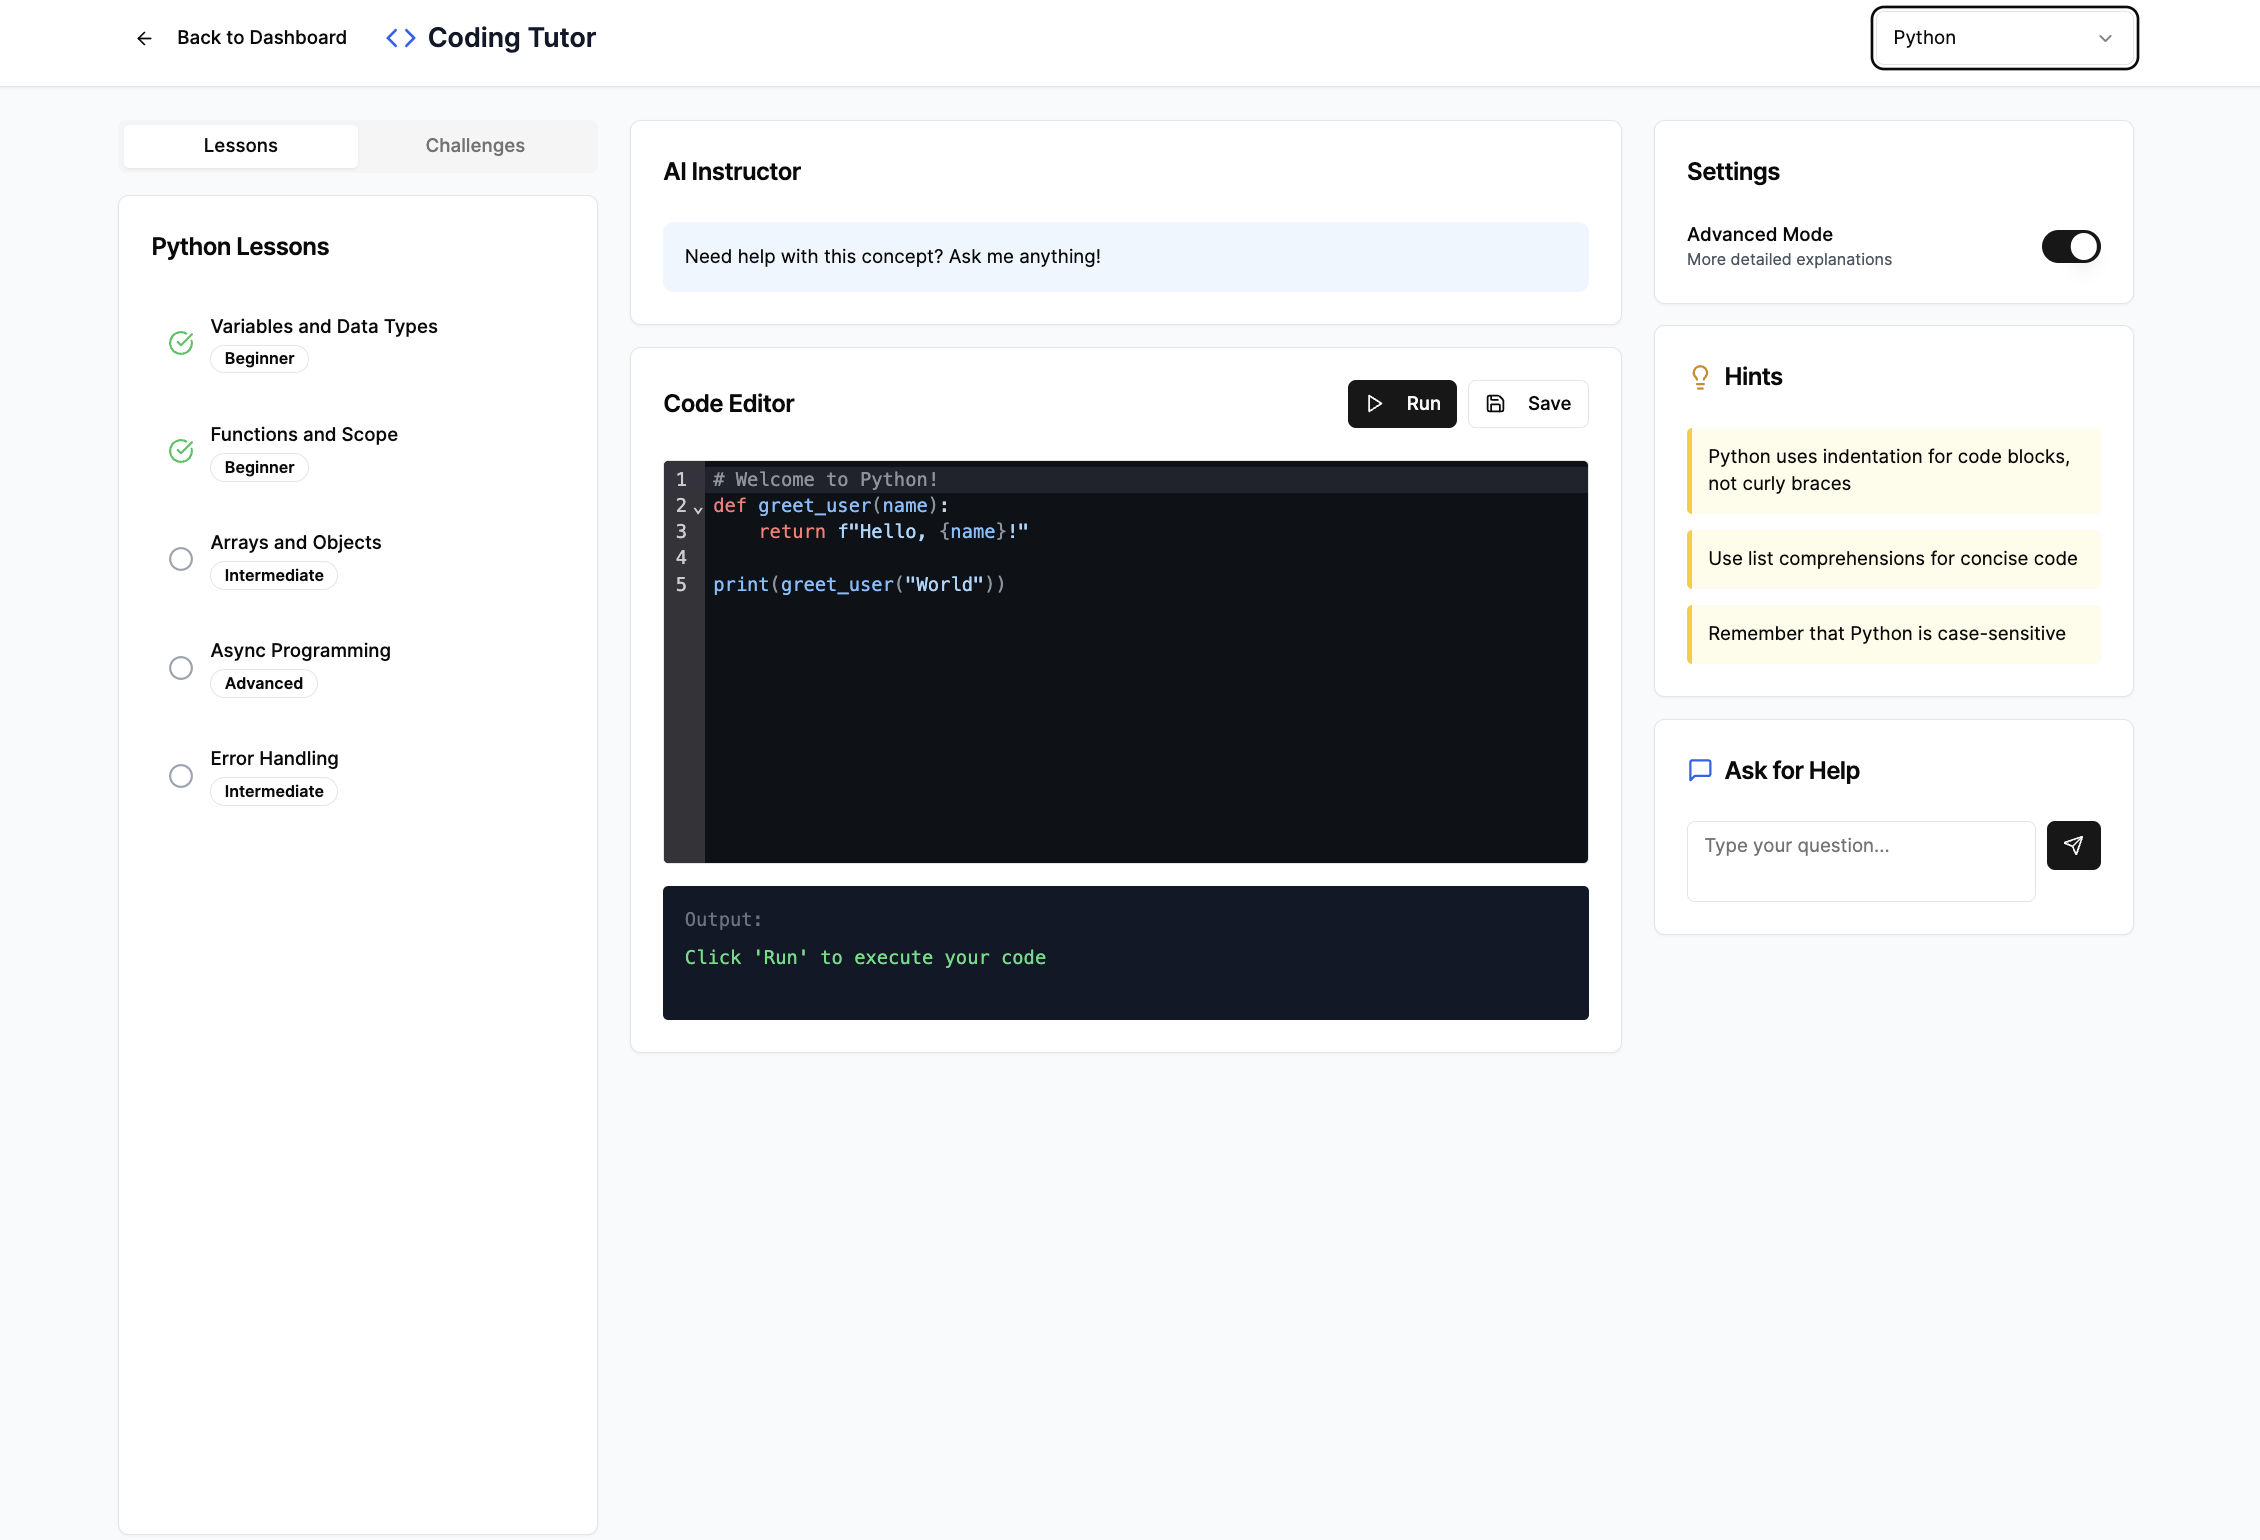 Back to Dashboard
Coding Tutor
Python
Lessons
Challenges
Python Lessons
Variables and Data Types
Beginner
Functions and Scope
Beginner
Arrays and Objects
Intermediate
Async Programming
Advanced
Error Handling
Intermediate
AI Instructor
Need help with this concept? Ask me anything!
Code Editor
Run
Save
1 # Welcome to Python!
2 def greet_user(name):
3     return f"Hello, {name}!"
4
5 print(greet_user("World"))
Output:
Click 'Run' to execute your code
Settings
Advanced Mode
More detailed explanations
Hints
Python uses indentation for code blocks,
not curly braces
Use list comprehensions for concise code
Remember that Python is case-sensitive
Ask for Help
Type your question...